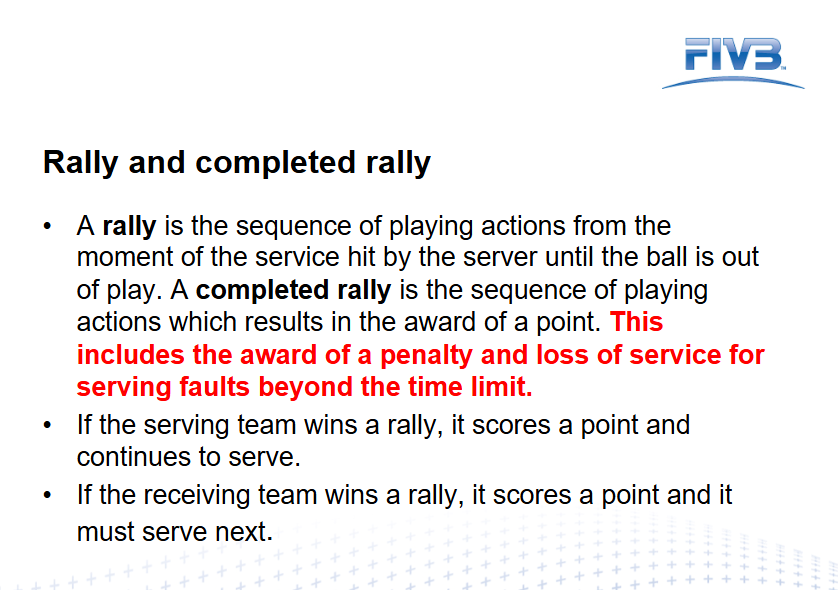 FIVB™
Rally and completed rally
• A rally is the sequence of playing actions from the
moment of the service hit by the server until the ball is out
of play. A completed rally is the sequence of playing
actions which results in the award of a point. This
includes the award of a penalty and loss of service for
serving faults beyond the time limit.
• If the serving team wins a rally, it scores a point and
continues to serve.
• If the receiving team wins a rally, it scores a point and it
must serve next.